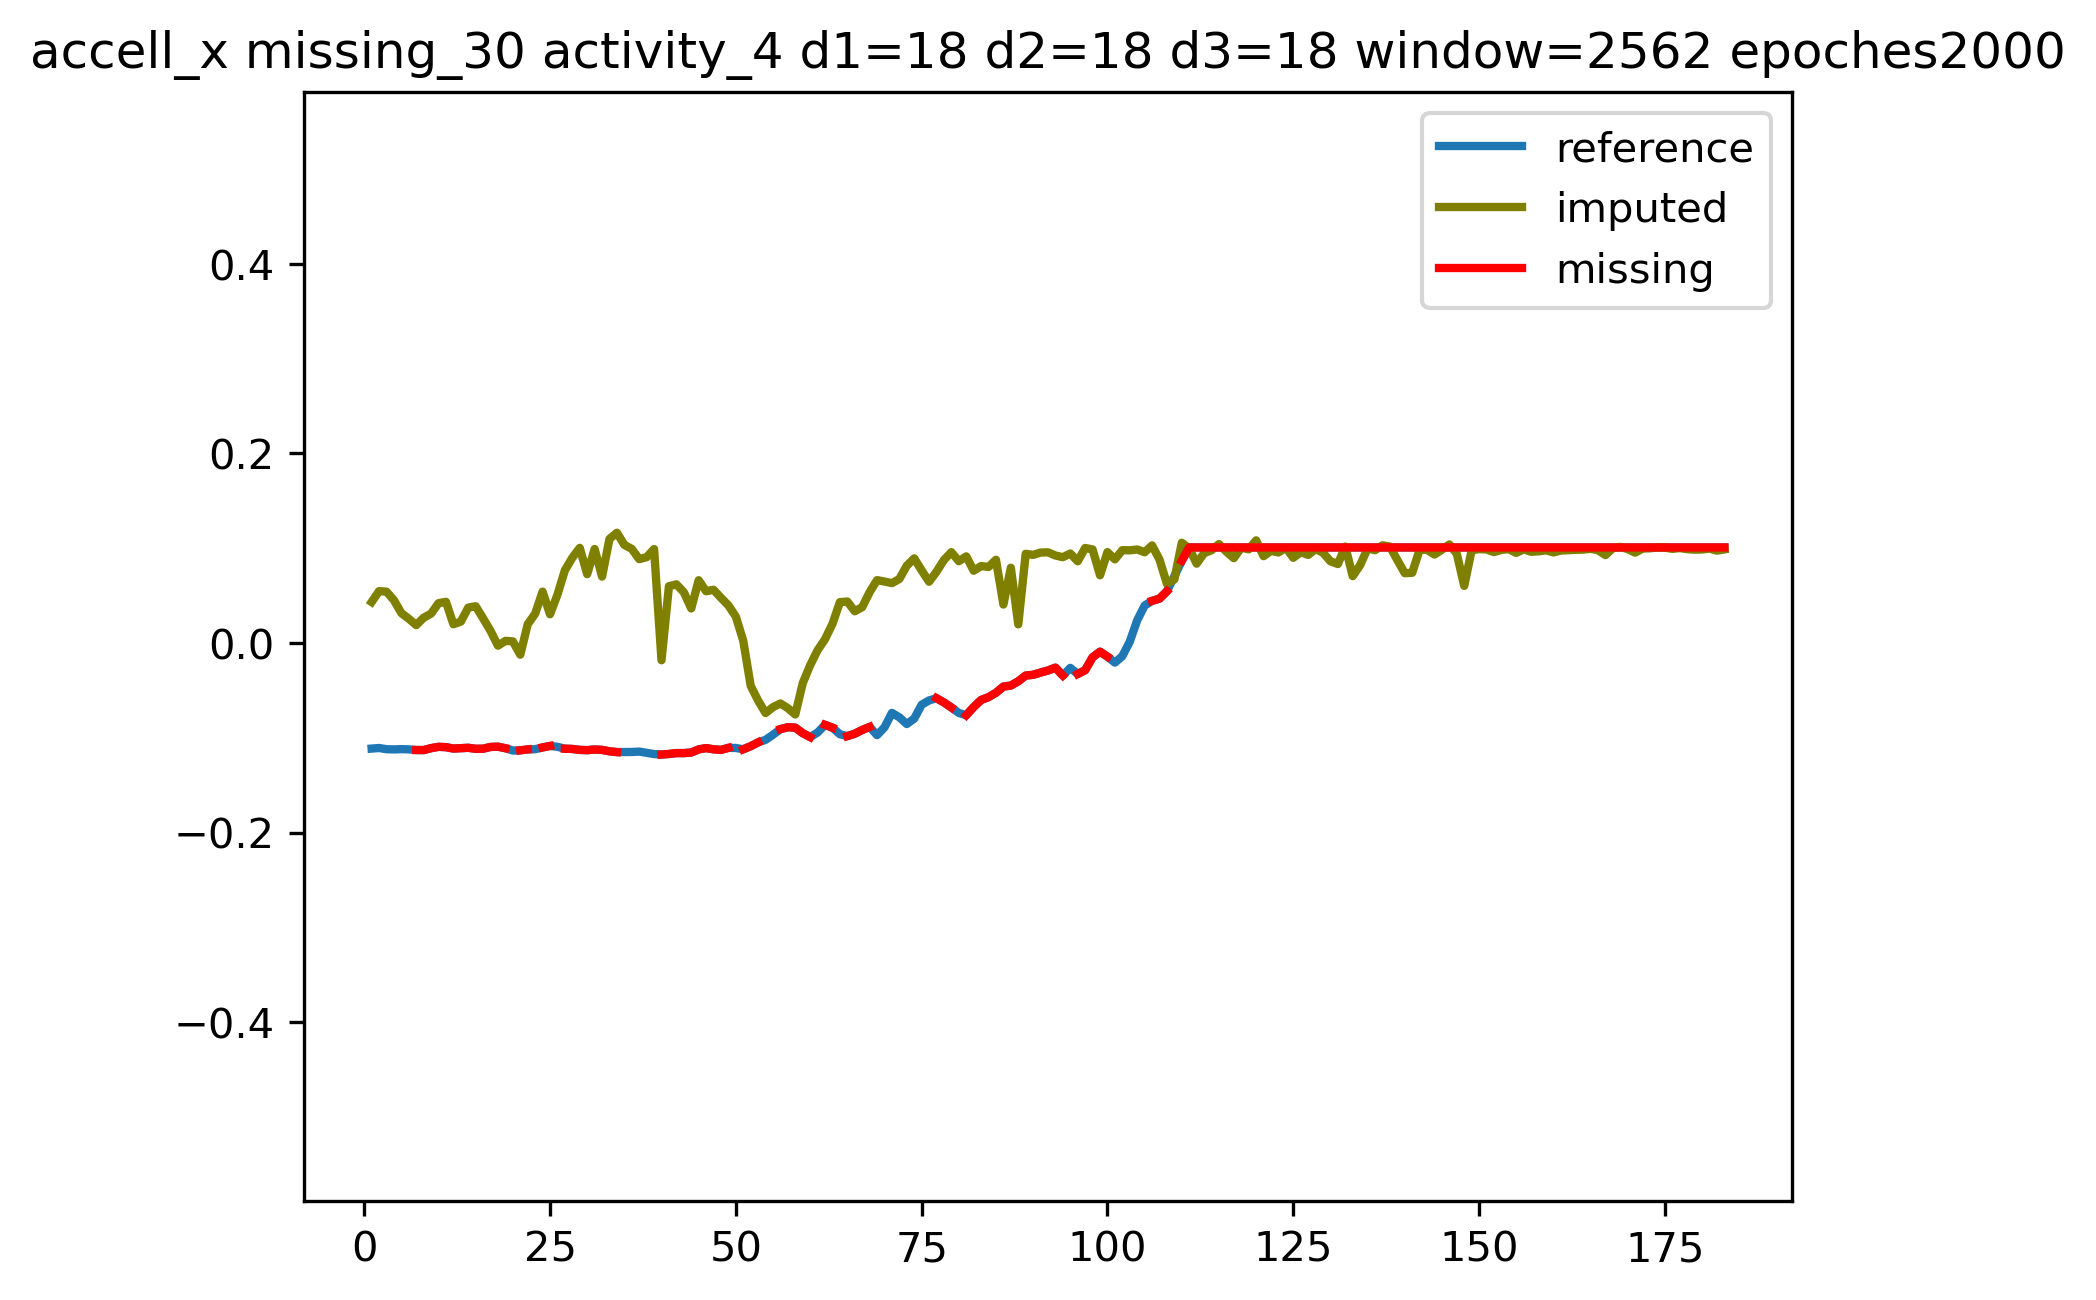 accell_x missing_30 activity_4 d1=18 d2=18 d3=18 window=2562 epoches2000
reference
imputed
missing
0.4
0.2
0.0
−0.2
−0.4
0 25 50 75 100 125 150 175